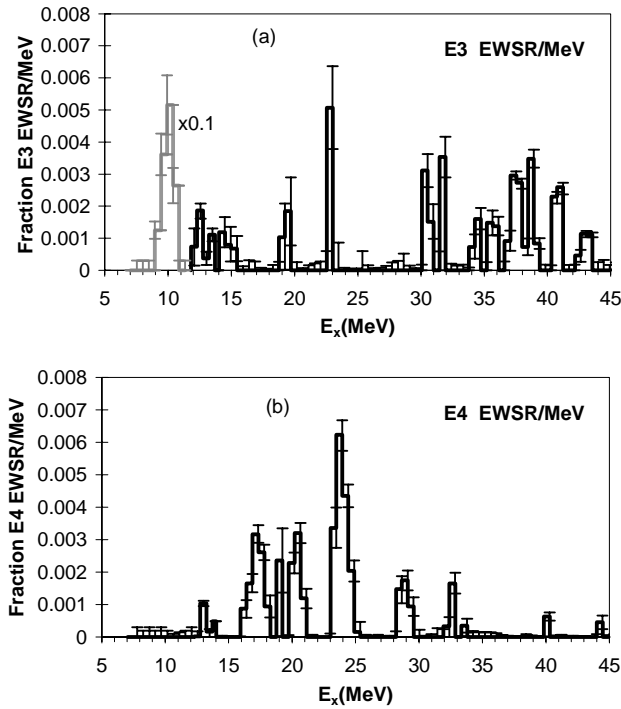 (a)
E3 EWSR/MeV
x0.1
Fraction E3 EWSR/MeV
0.008
0.007
0.006
0.005
0.004
0.003
0.002
0.001
0
5 10 15 20 25 30 35 40 45
E_x(MeV)
(b)
E4 EWSR/MeV
Fraction E4 EWSR/MeV
0.008
0.007
0.006
0.005
0.004
0.003
0.002
0.001
0
5 10 15 20 25 30 35 40 45
E_x(MeV)